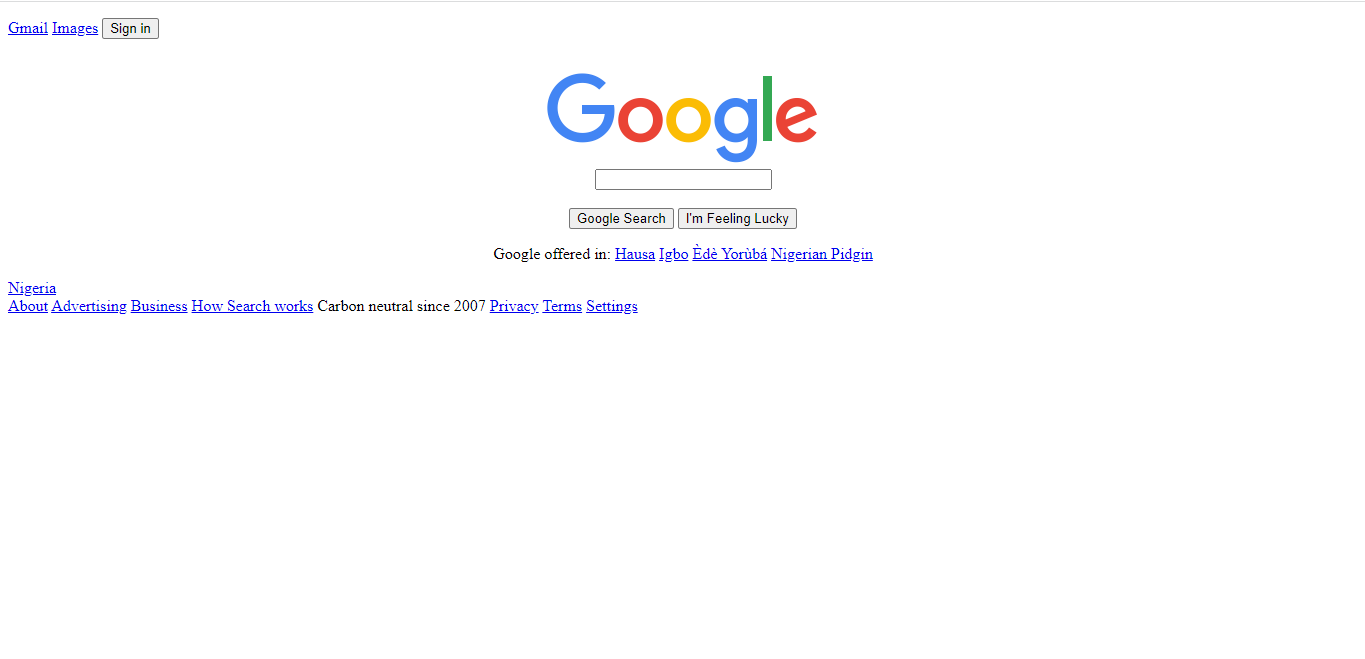 Gmail Images Sign in
Google
Google Search I'm Feeling Lucky
Google offered in: Hausa Igbo Èdè Yorùbá Nigerian Pidgin
Nigeria
About Advertising Business How Search works Carbon neutral since 2007 Privacy Terms Settings